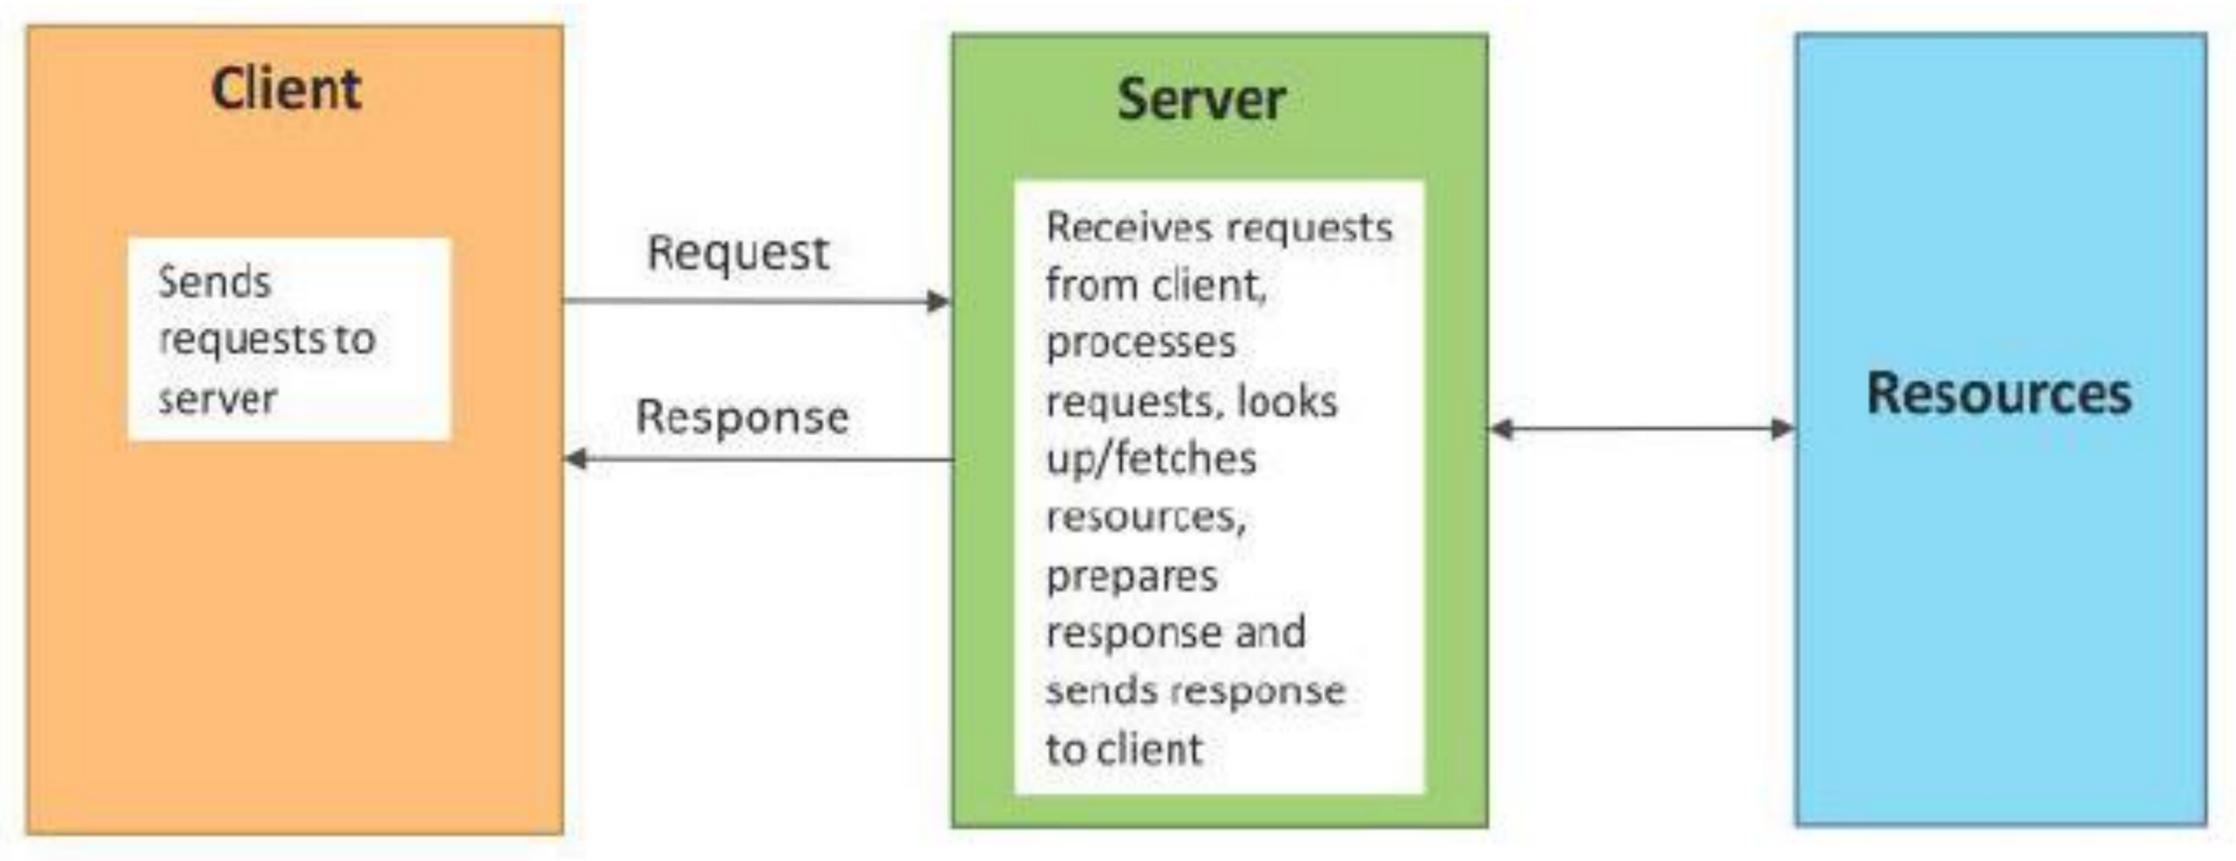 Client
Sends
requests to
server
Request
Response
Server
Receives requests
from client,
processes
requests, looks
up/fetches
resources,
prepares
response and
sends response
to client
Resources